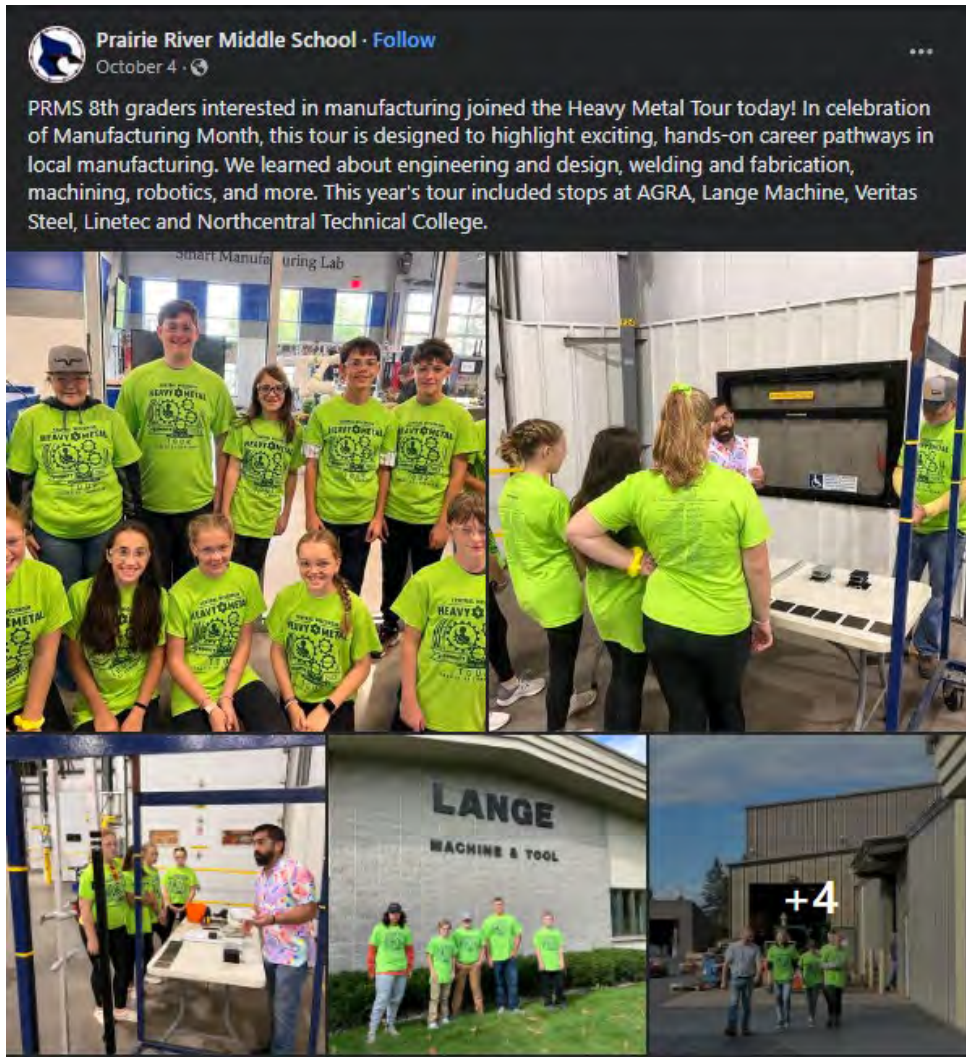 Prairie River Middle School · Follow
October 4 ·
PRMS 8th graders interested in manufacturing joined the Heavy Metal Tour today! In celebration
of Manufacturing Month, this tour is designed to highlight exciting, hands-on career pathways in
local manufacturing. We learned about engineering and design, welding and fabrication,
machining, robotics, and more. This year's tour included stops at AGRA, Lange Machine, Veritas
Steel, Linetec and Northcentral Technical College.
Smart Manufacturing Lab
CENTRAL WISCONSIN
HEAVY METAL
TOUR
LANGE
MACHINE & TOOL
+4